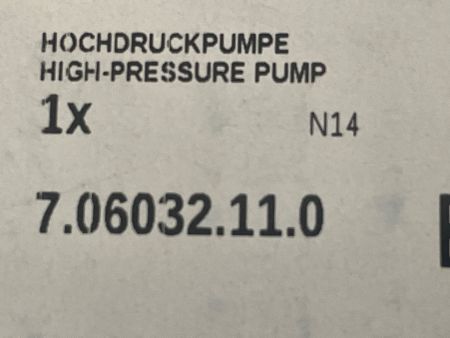 HOCHDRUCKPUMPE
HIGH-PRESSURE PUMP
1x N14
7.06032.11.0